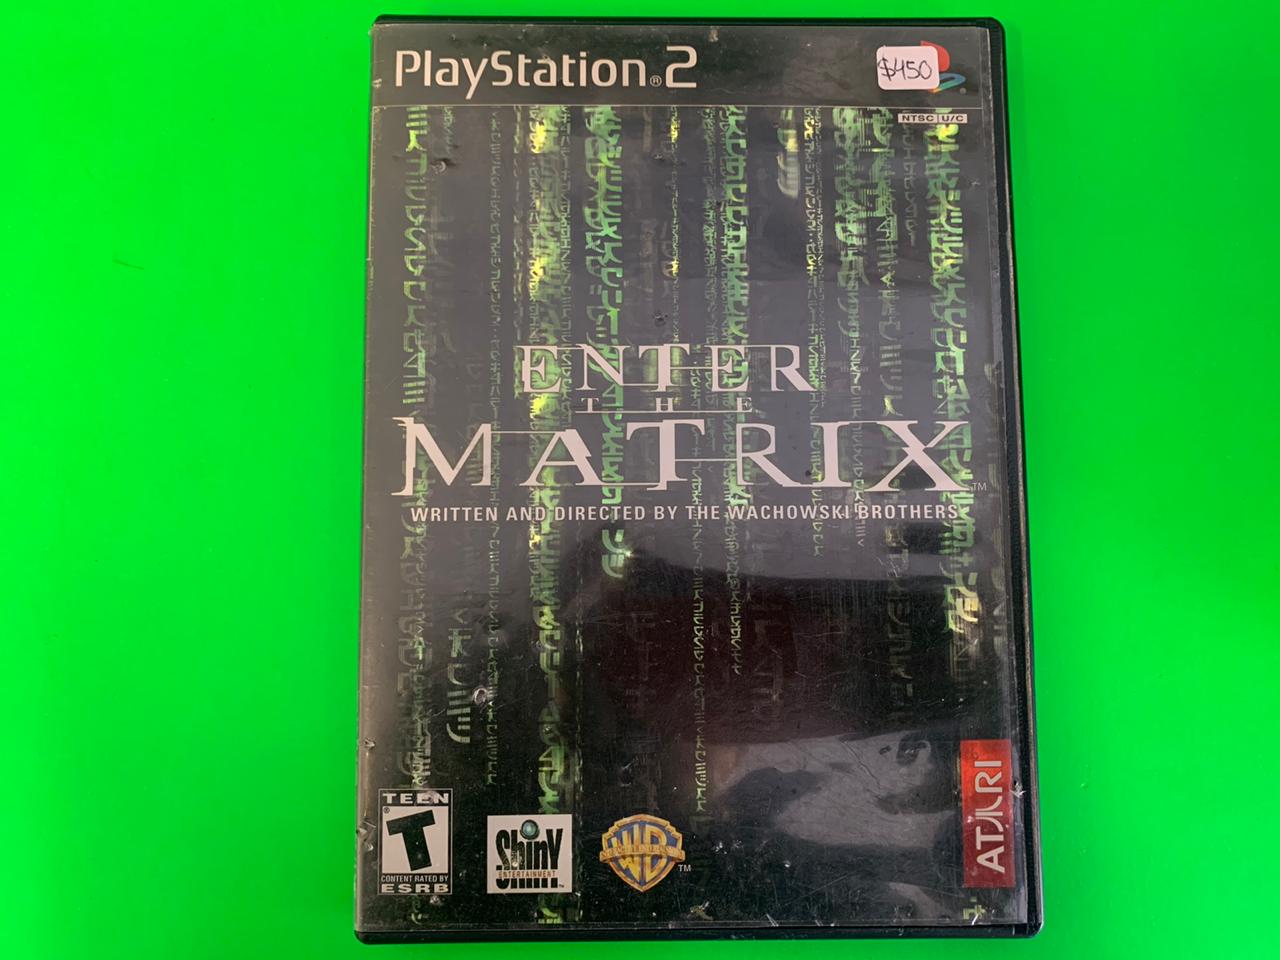 PlayStation®2
$450
NTSC U/C
ENTER
THE
MATRIX™
WRITTEN AND DIRECTED BY THE WACHOWSKI BROTHERS
TEEN
T
CONTENT RATED BY
ESRB
Shiny
ENTERTAINMENT
WB™
ATARI